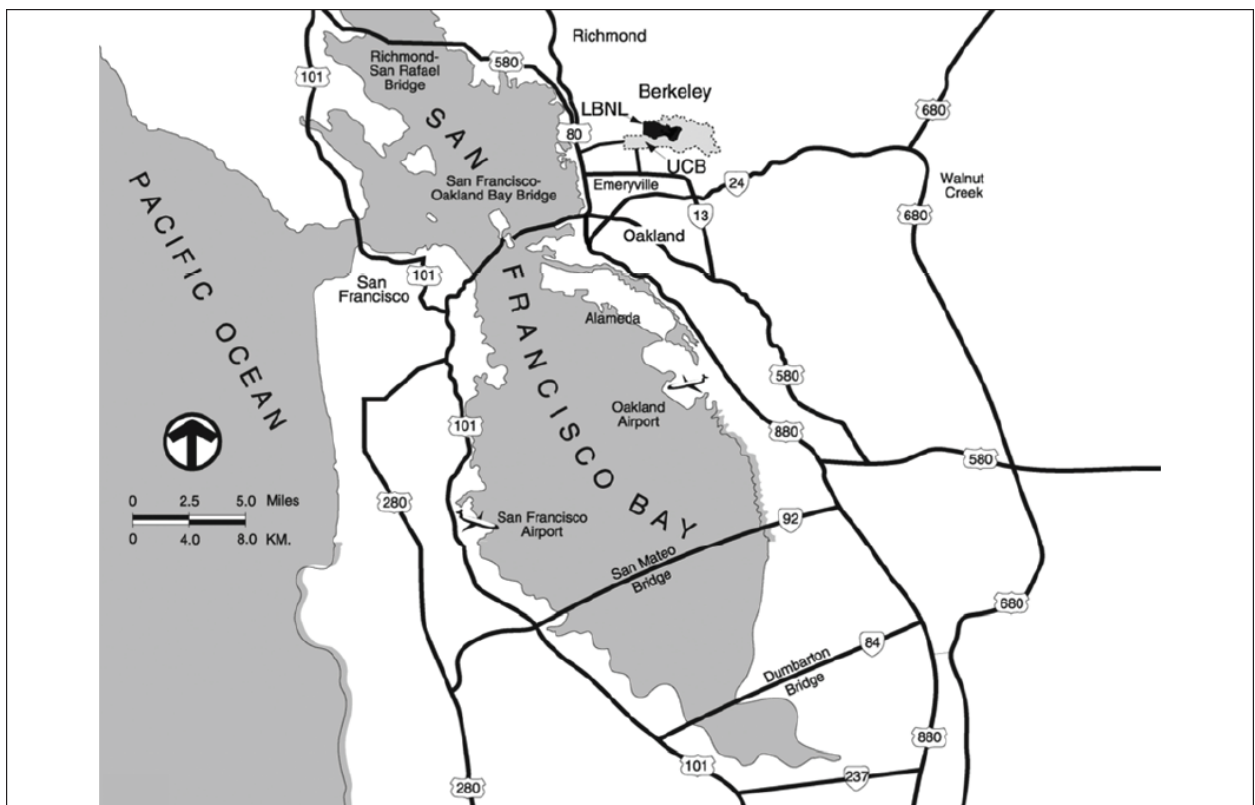 Richmond
Richmond-
San Rafael
Bridge
580
101
Berkeley
LBNL
680
80
SAN
UCB
San Francisco-
Oakland Bay Bridge
Emeryville
24
Walnut
Creek
13
680
PACIFIC OCEAN
Oakland
San
Francisco
101
FRANCISCO BAY
Alameda
580
Oakland
Airport
101
880
580
0 2.5 5.0 Miles
0 4.0 8.0 KM.
280
San Francisco
Airport
92
San Mateo
Bridge
680
84
Dumbarton
Bridge
880
101
237
280